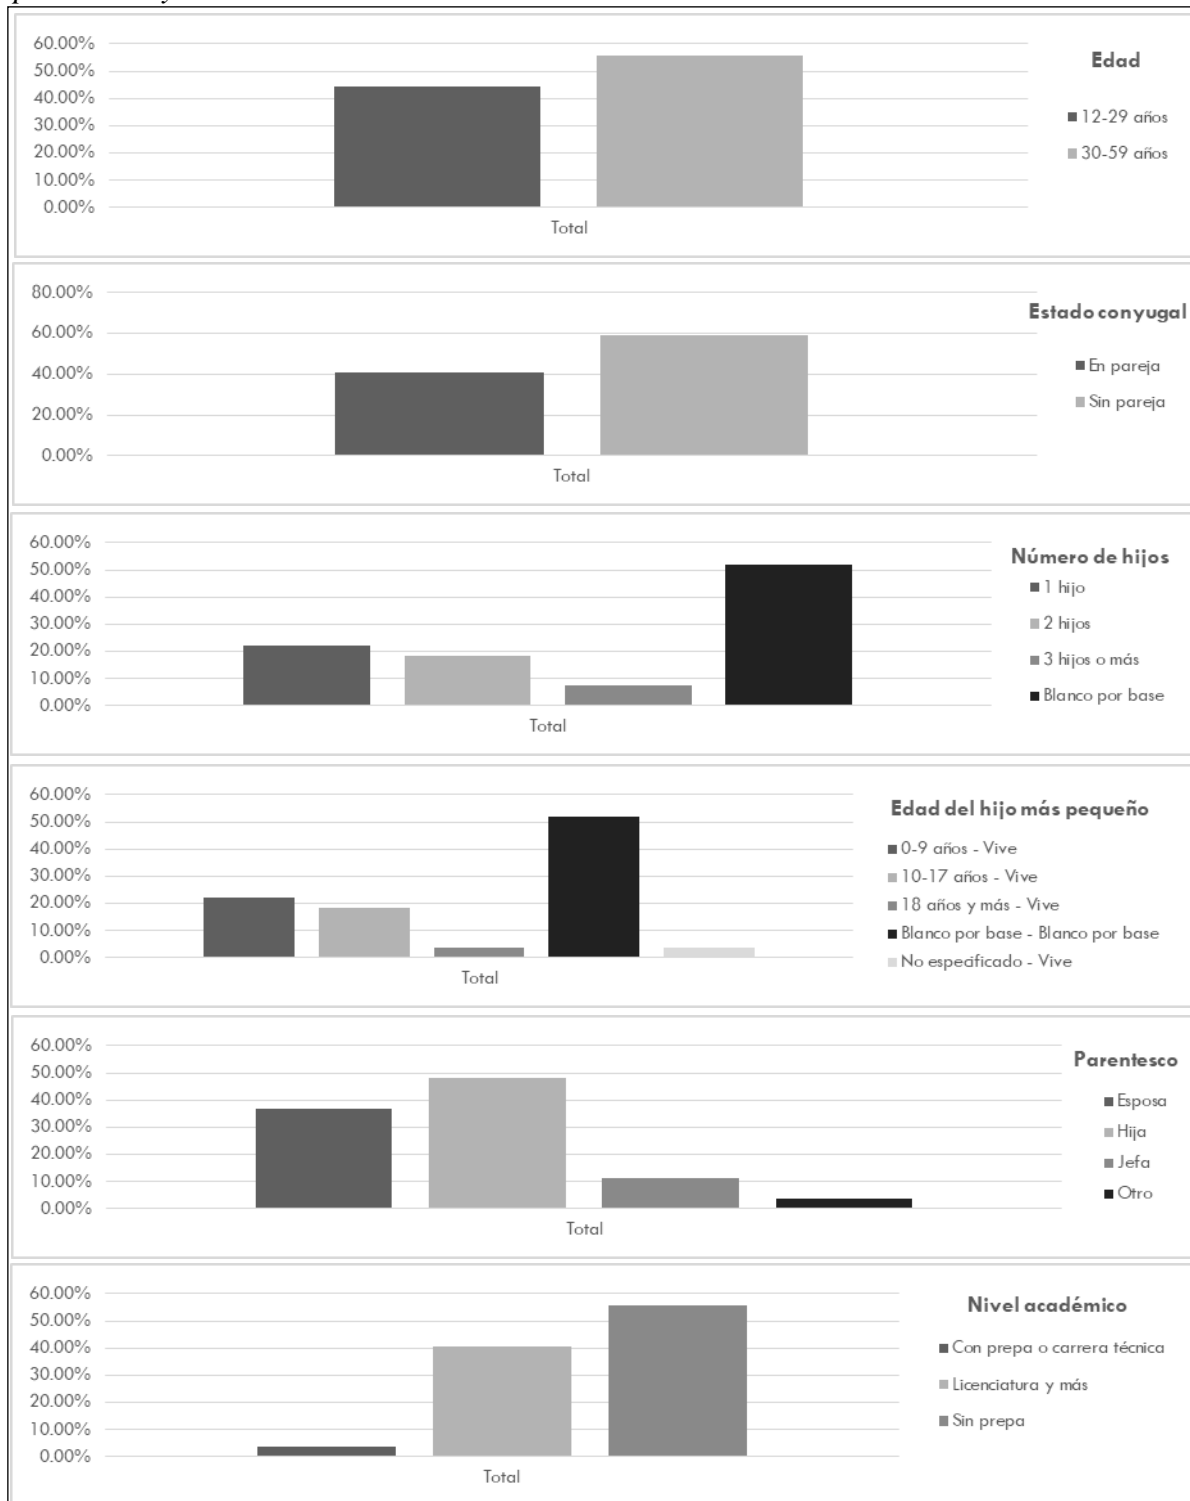 60.00%
50.00%
40.00%
30.00%
20.00%
10.00%
0.00%
Total
Edad
12-29 años
30-59 años
80.00%
60.00%
40.00%
20.00%
0.00%
Total
Estado conyugal
En pareja
Sin pareja
60.00%
50.00%
40.00%
30.00%
20.00%
10.00%
0.00%
Total
Número de hijos
1 hijo
2 hijos
3 hijos o más
Blanco por base
60.00%
50.00%
40.00%
30.00%
20.00%
10.00%
0.00%
Total
Edad del hijo más pequeño
0-9 años - Vive
10-17 años - Vive
18 años y más - Vive
Blanco por base - Blanco por base
No especificado - Vive
60.00%
50.00%
40.00%
30.00%
20.00%
10.00%
0.00%
Total
Parentesco
Esposa
Hija
Jefa
Otro
60.00%
50.00%
40.00%
30.00%
20.00%
10.00%
0.00%
Total
Nivel académico
Con prepa o carrera técnica
Licenciatura y más
Sin prepa